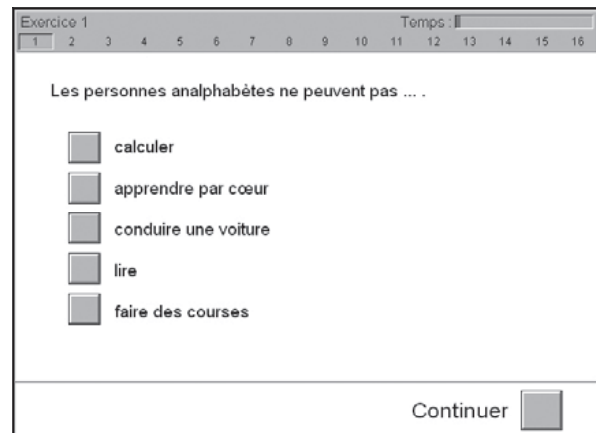 Exercice 1 Temps :
1 2 3 4 5 6 7 8 9 10 11 12 13 14 15 16
Les personnes analphabètes ne peuvent pas ... .
calculer
apprendre par cœur
conduire une voiture
lire
faire des courses
Continuer